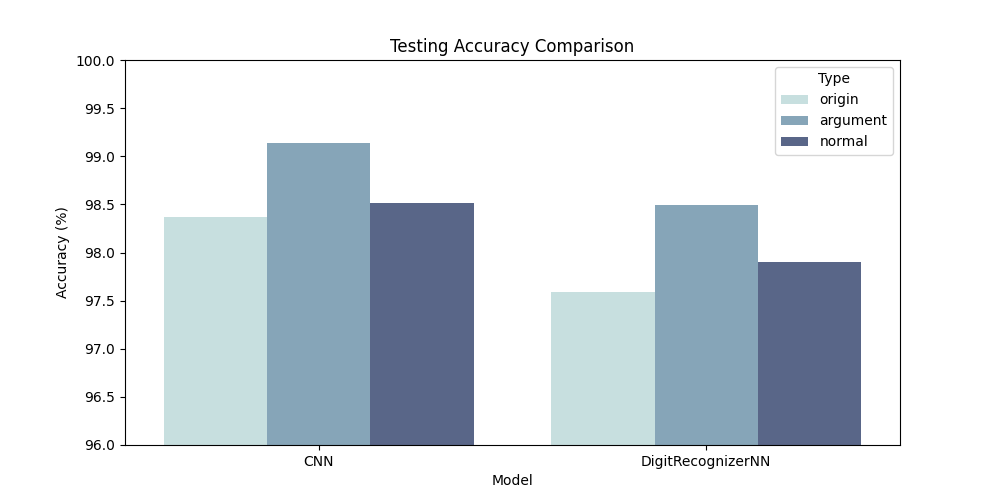 Testing Accuracy Comparison
100.0
99.5
99.0
98.5
98.0
97.5
97.0
96.5
96.0
Accuracy (%)
Type
origin
argument
normal
CNN
DigitRecognizerNN
Model